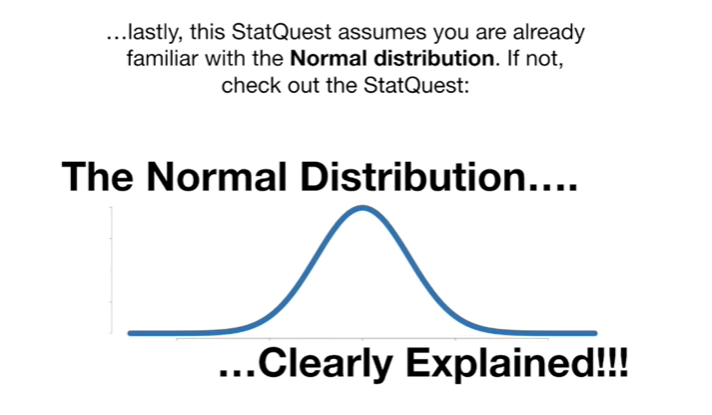 ...lastly, this StatQuest assumes you are already
familiar with the Normal distribution. If not,
check out the StatQuest:
The Normal Distribution....
...Clearly Explained!!!